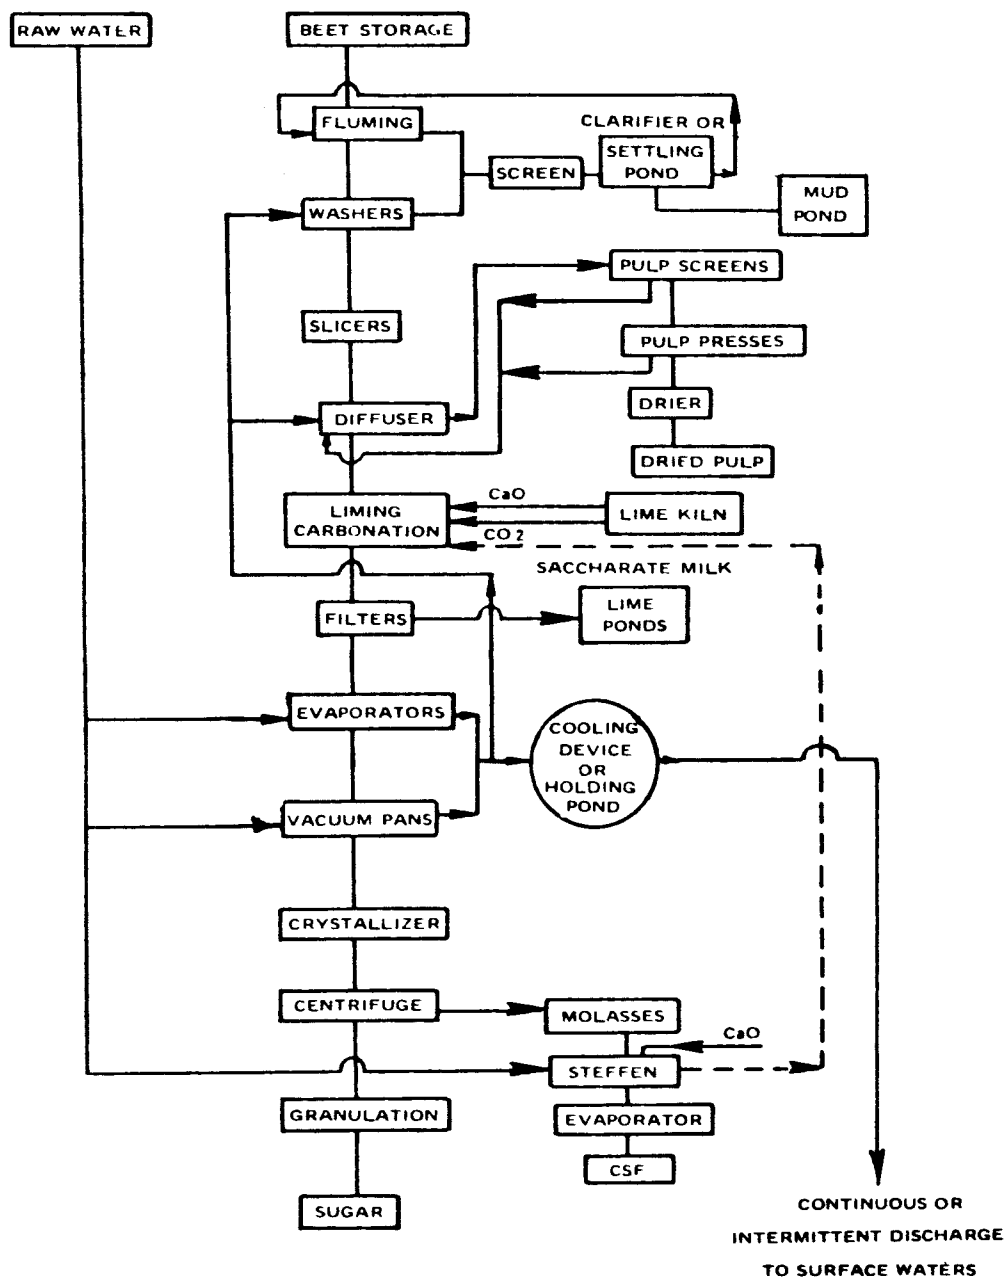 RAW WATER
BEET STORAGE
FLUMING
CLARIFIER OR
SETTLING
POND
SCREEN
MUD
POND
WASHERS
PULP SCREENS
SLICERS
PULP PRESSES
DIFFUSER
DRIER
DRIED PULP
LIMING
CARBONATION
CaO
LIME KILN
CO2
SACCHARATE MILK
FILTERS
LIME
PONDS
EVAPORATORS
COOLING
DEVICE
OR
HOLDING
POND
VACUUM PANS
CRYSTALLIZER
CENTRIFUGE
MOLASSES
CaO
STEFFEN
GRANULATION
EVAPORATOR
CSF
SUGAR
CONTINUOUS OR
INTERMITTENT DISCHARGE
TO SURFACE WATERS